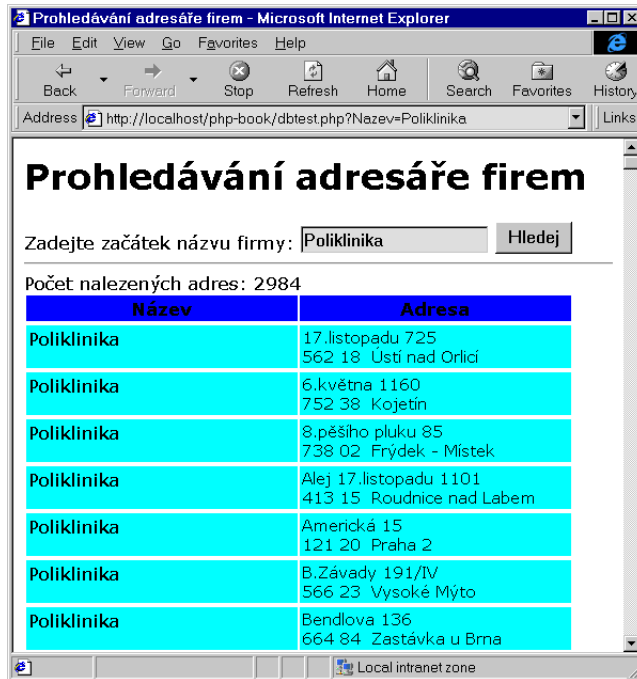 Prohledávání adresáře firem - Microsoft Internet Explorer
File Edit View Go Favorites Help
Back Forward Stop Refresh Home Search Favorites History
Address http://localhost/php-book/dbtest.php?Nazev=Poliklinika Links
Prohledávání adresáře firem
Zadejte začátek názvu firmy: Poliklinika Hledej
Počet nalezených adres: 2984
Název Adresa
Poliklinika 17.listopadu 725
562 18 Ústí nad Orlicí
Poliklinika 6.května 1160
752 38 Kojetín
Poliklinika 8.pěšího pluku 85
738 02 Frýdek - Místek
Poliklinika Alej 17.listopadu 1101
413 15 Roudnice nad Labem
Poliklinika Americká 15
121 20 Praha 2
Poliklinika B.Závady 191/IV
566 23 Vysoké Mýto
Poliklinika Bendlova 136
664 84 Zastávka u Brna
Local intranet zone